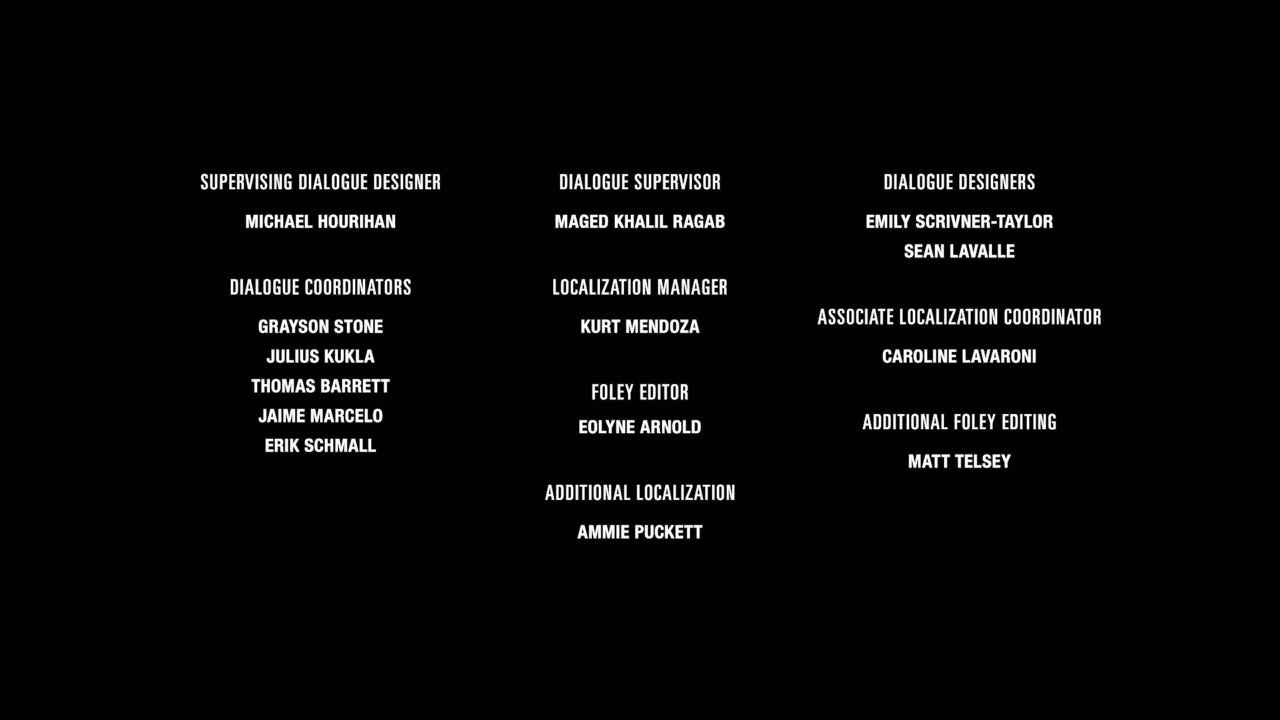 SUPERVISING DIALOGUE DESIGNER
MICHAEL HOURIHAN
DIALOGUE COORDINATORS
GRAYSON STONE
JULIUS KUKLA
THOMAS BARRETT
JAIME MARCELO
ERIK SCHMALL
DIALOGUE SUPERVISOR
MAGED KHALIL RAGAB
LOCALIZATION MANAGER
KURT MENDOZA
FOLEY EDITOR
EOLYNE ARNOLD
ADDITIONAL LOCALIZATION
AMMIE PUCKETT
DIALOGUE DESIGNERS
EMILY SCRIVNER-TAYLOR
SEAN LAVALLE
ASSOCIATE LOCALIZATION COORDINATOR
CAROLINE LAVARONI
ADDITIONAL FOLEY EDITING
MATT TELSEY